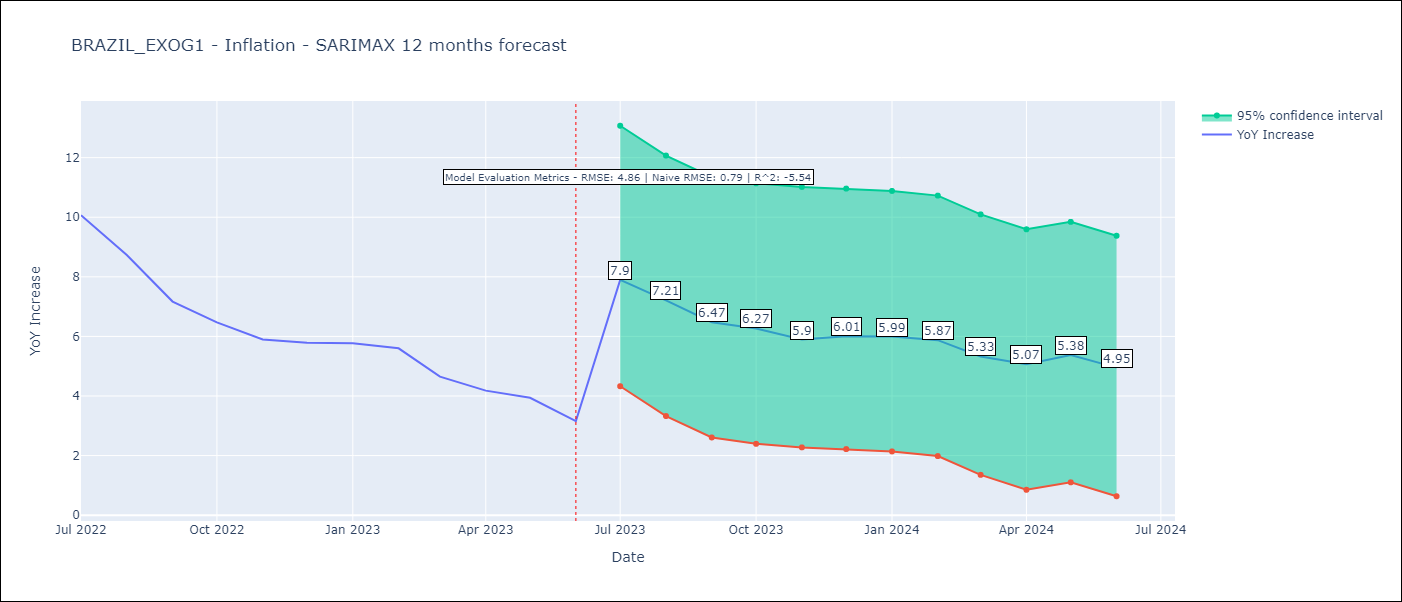 BRAZIL_EXOG1 - Inflation - SARIMAX 12 months forecast
95% confidence interval
YoY Increase
Model Evaluation Metrics - RMSE: 4.86 | Naive RMSE: 0.79 | R^2: -5.54
YoY Increase
12
10
8
6
4
2
0
7.9
7.21
6.47
6.27
5.9
6.01
5.99
5.87
5.33
5.07
5.38
4.95
Jul 2022
Oct 2022
Jan 2023
Apr 2023
Jul 2023
Oct 2023
Jan 2024
Apr 2024
Jul 2024
Date